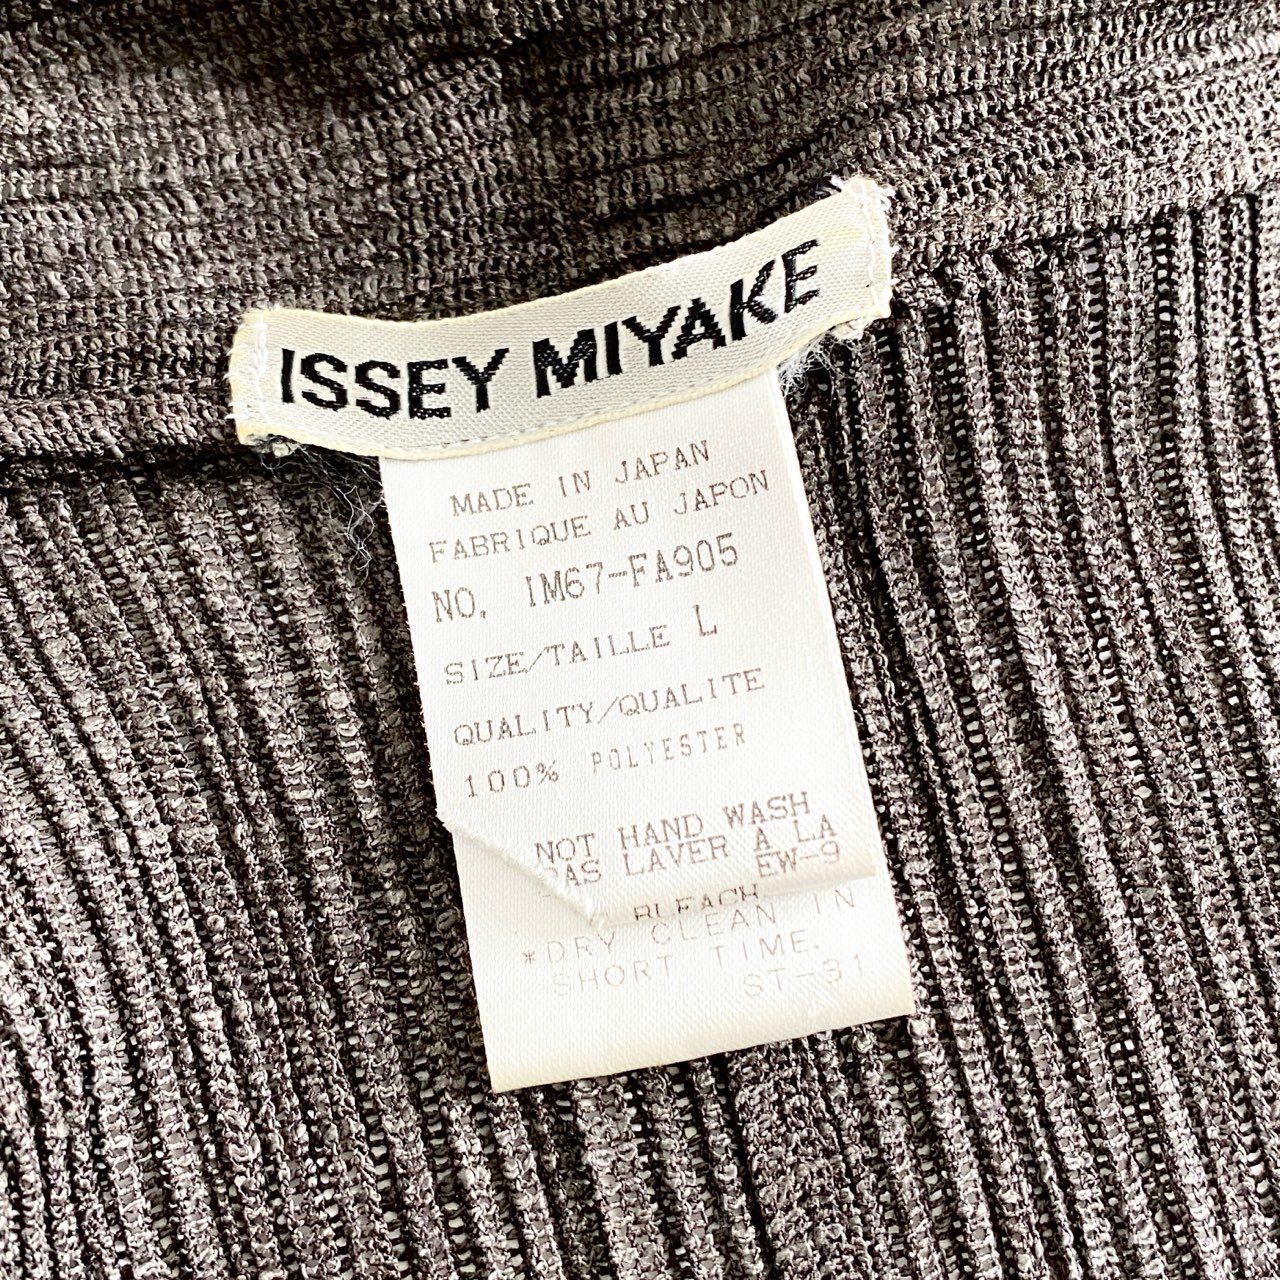 ISSEY MIYAKE
MADE IN JAPAN
FABRIQUE AU JAPON
NO. IM67-FA905
SIZE/TAILLE L
QUALITY/QUALITE
100% POLYESTER
NOT HAND WASH
PAS LAVER A LA
EW-9
BLEACH
*DRY CLEAN IN
SHORT TIME.
ST-31